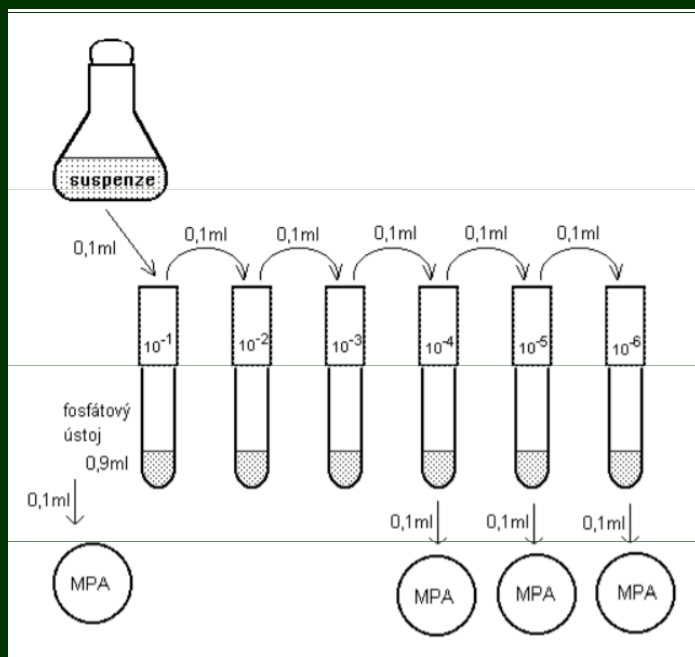 suspenze
0,1ml
0,1ml
0,1ml
0,1ml
0,1ml
0,1ml
10-1
10-2
10-3
10-4
10-5
10-6
fosfátový
ústoj
0,9ml
0,1ml
0,1ml
0,1ml
0,1ml
MPA
MPA
MPA
MPA